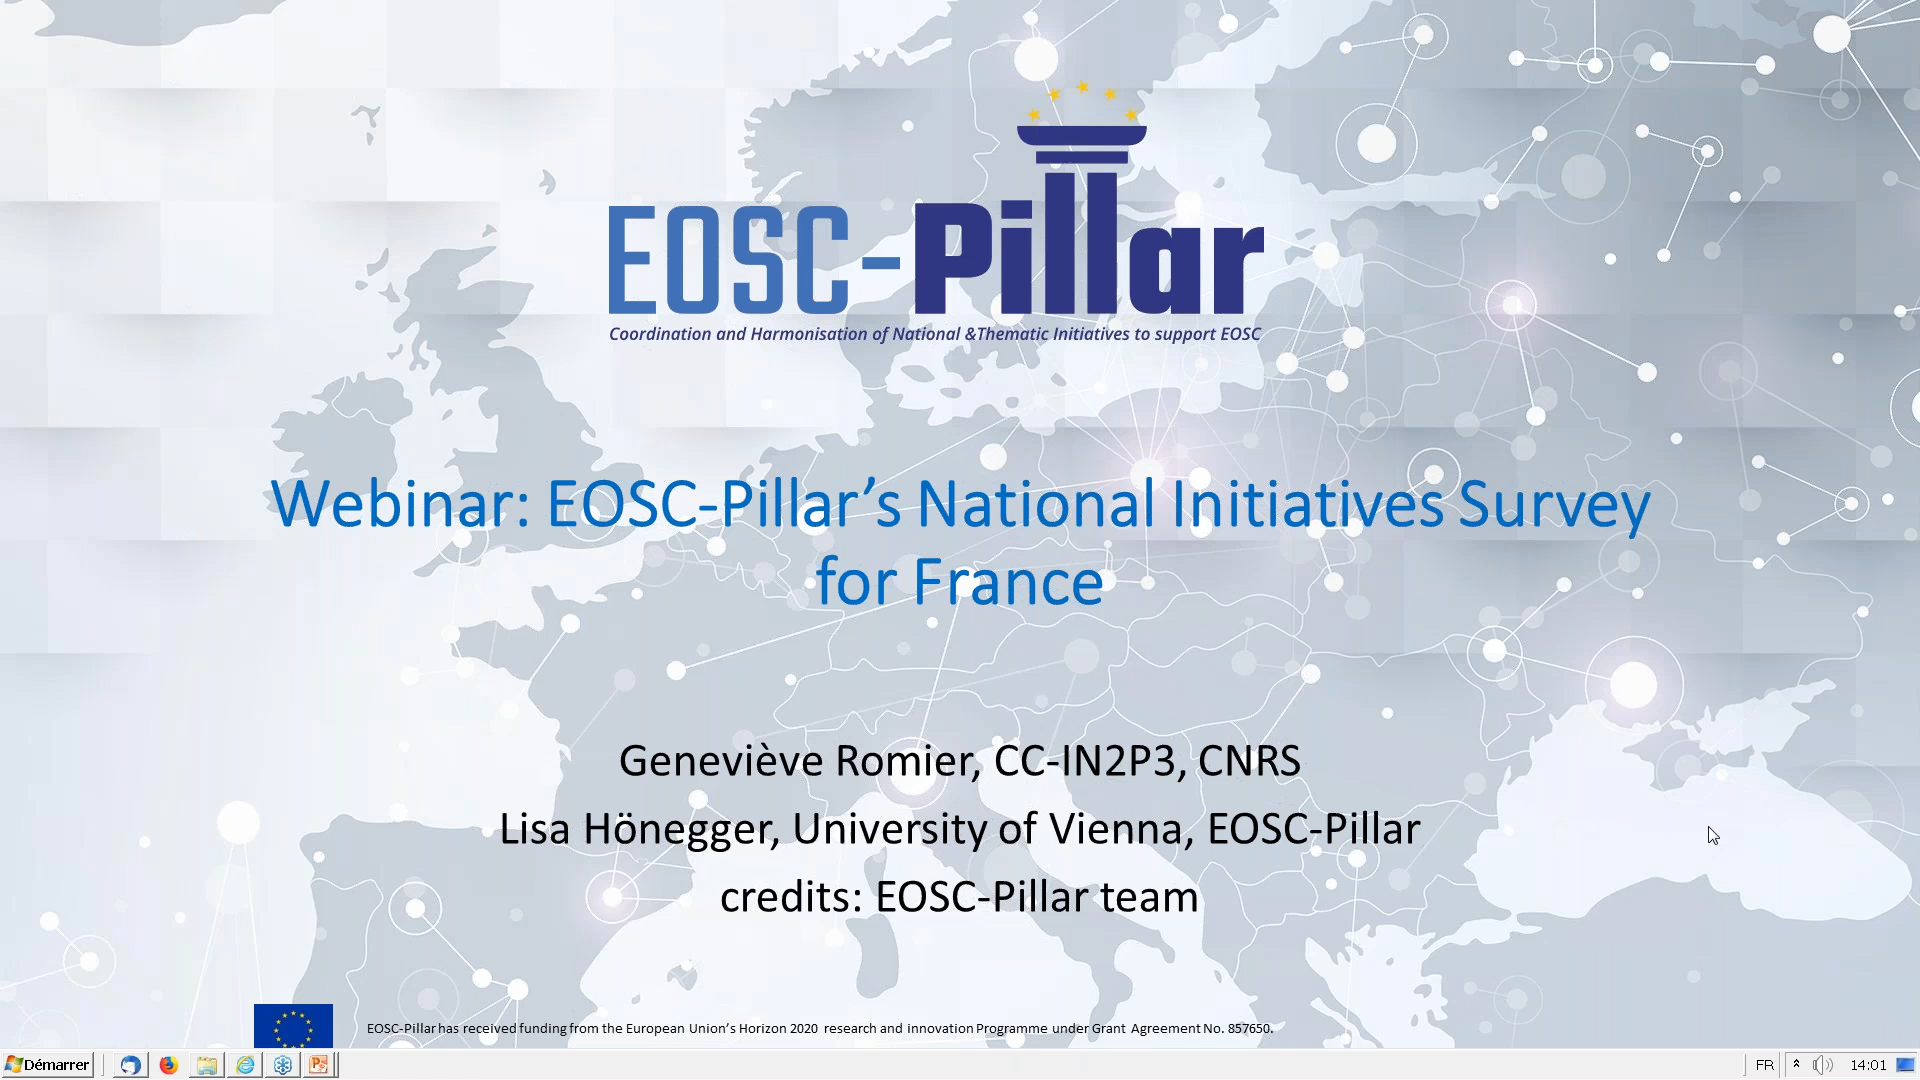 EOSC-Pillar
Coordination and Harmonisation of National &Thematic Initiatives to support EOSC
Webinar: EOSC-Pillar’s National Initiatives Survey
for France
Geneviève Romier, CC-IN2P3, CNRS
Lisa Hönegger, University of Vienna, EOSC-Pillar
credits: EOSC-Pillar team
EOSC-Pillar has received funding from the European Union’s Horizon 2020 research and innovation Programme under Grant Agreement No. 857650.
Démarrer
FR
14:01